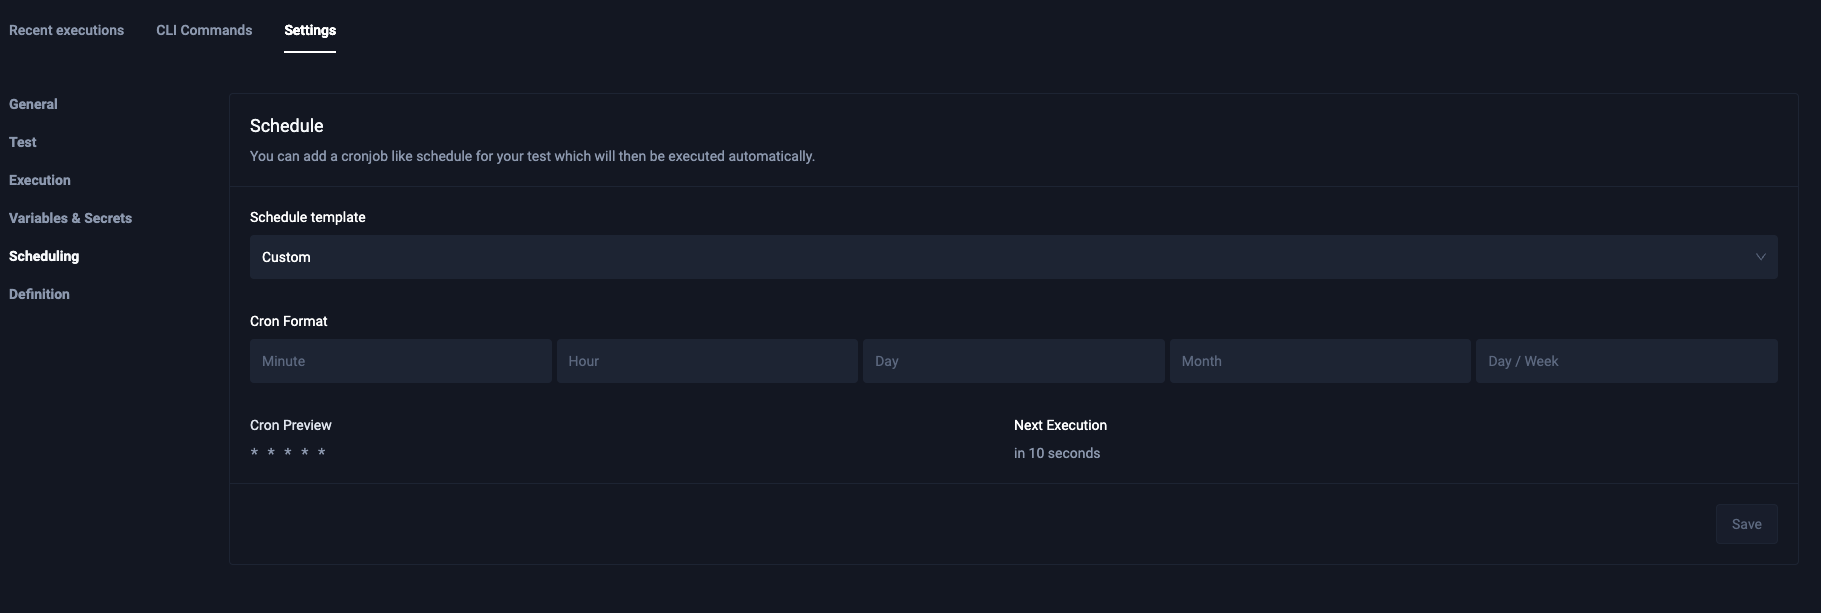 Recent executions CLI Commands Settings
General
Test
Execution
Variables & Secrets
Scheduling
Definition
Schedule
You can add a cronjob like schedule for your test which will then be executed automatically.
Schedule template
Custom
Cron Format
Minute Hour Day Month Day / Week
Cron Preview
* * * * *
Next Execution
in 10 seconds
Save